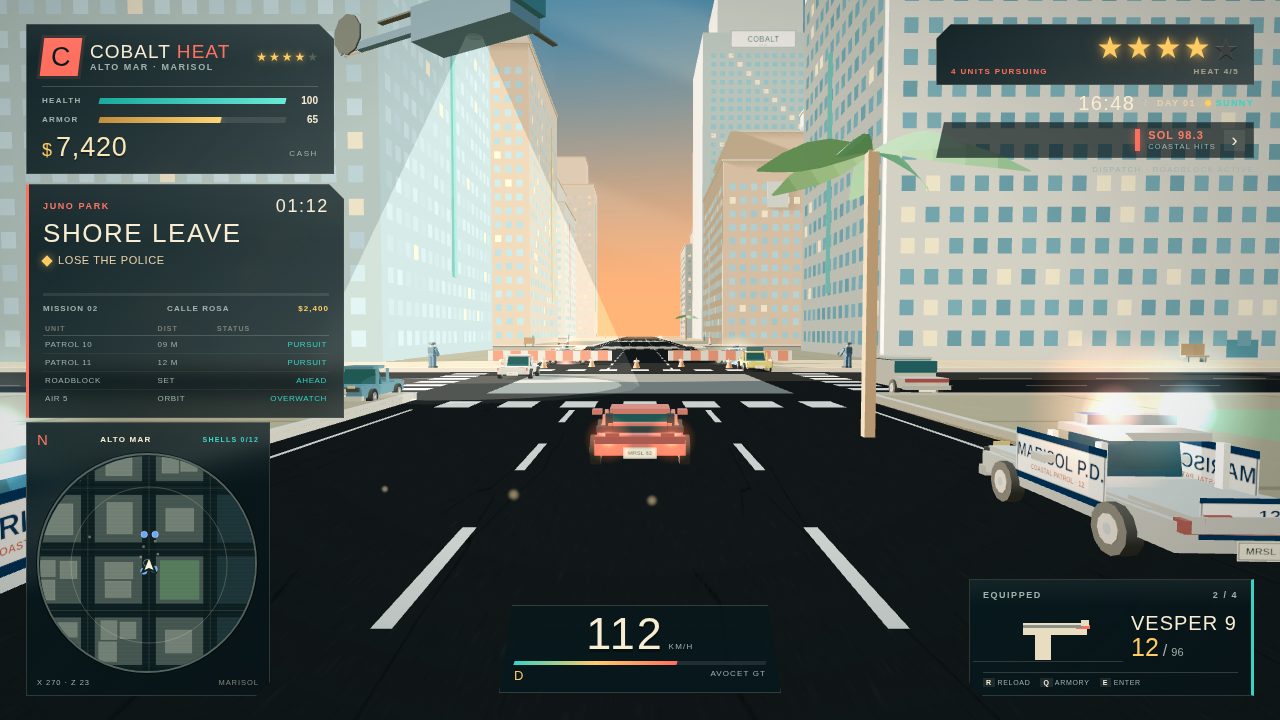 C
COBALT HEAT ★★★★★
ALTO MAR · MARISOL
HEALTH 100
ARMOR 65
$7,420 CASH
JUNO PARK 01:12
SHORE LEAVE
LOSE THE POLICE
MISSION 02 CALLE ROSA $2,400
UNIT DIST STATUS
PATROL 10 09 M PURSUIT
PATROL 11 12 M PURSUIT
ROADBLOCK SET AHEAD
AIR 5 ORBIT OVERWATCH
N ALTO MAR SHELLS 0/12
X 270 · Z 23 MARISOL
COBALT
★★★★★
4 UNITS PURSUING HEAT 4/5
16:48 / DAY 01 SUNNY
SOL 98.3
COASTAL HITS
›
DISPATCH · ROADBLOCK ACTIVE
MRSL 82
MARISOL P.D.
COASTAL PATROL · 12
MRSL
112 KM/H
D AVOCET GT
EQUIPPED 2 / 4
VESPER 9
12 / 96
R RELOAD Q ARMORY E ENTER